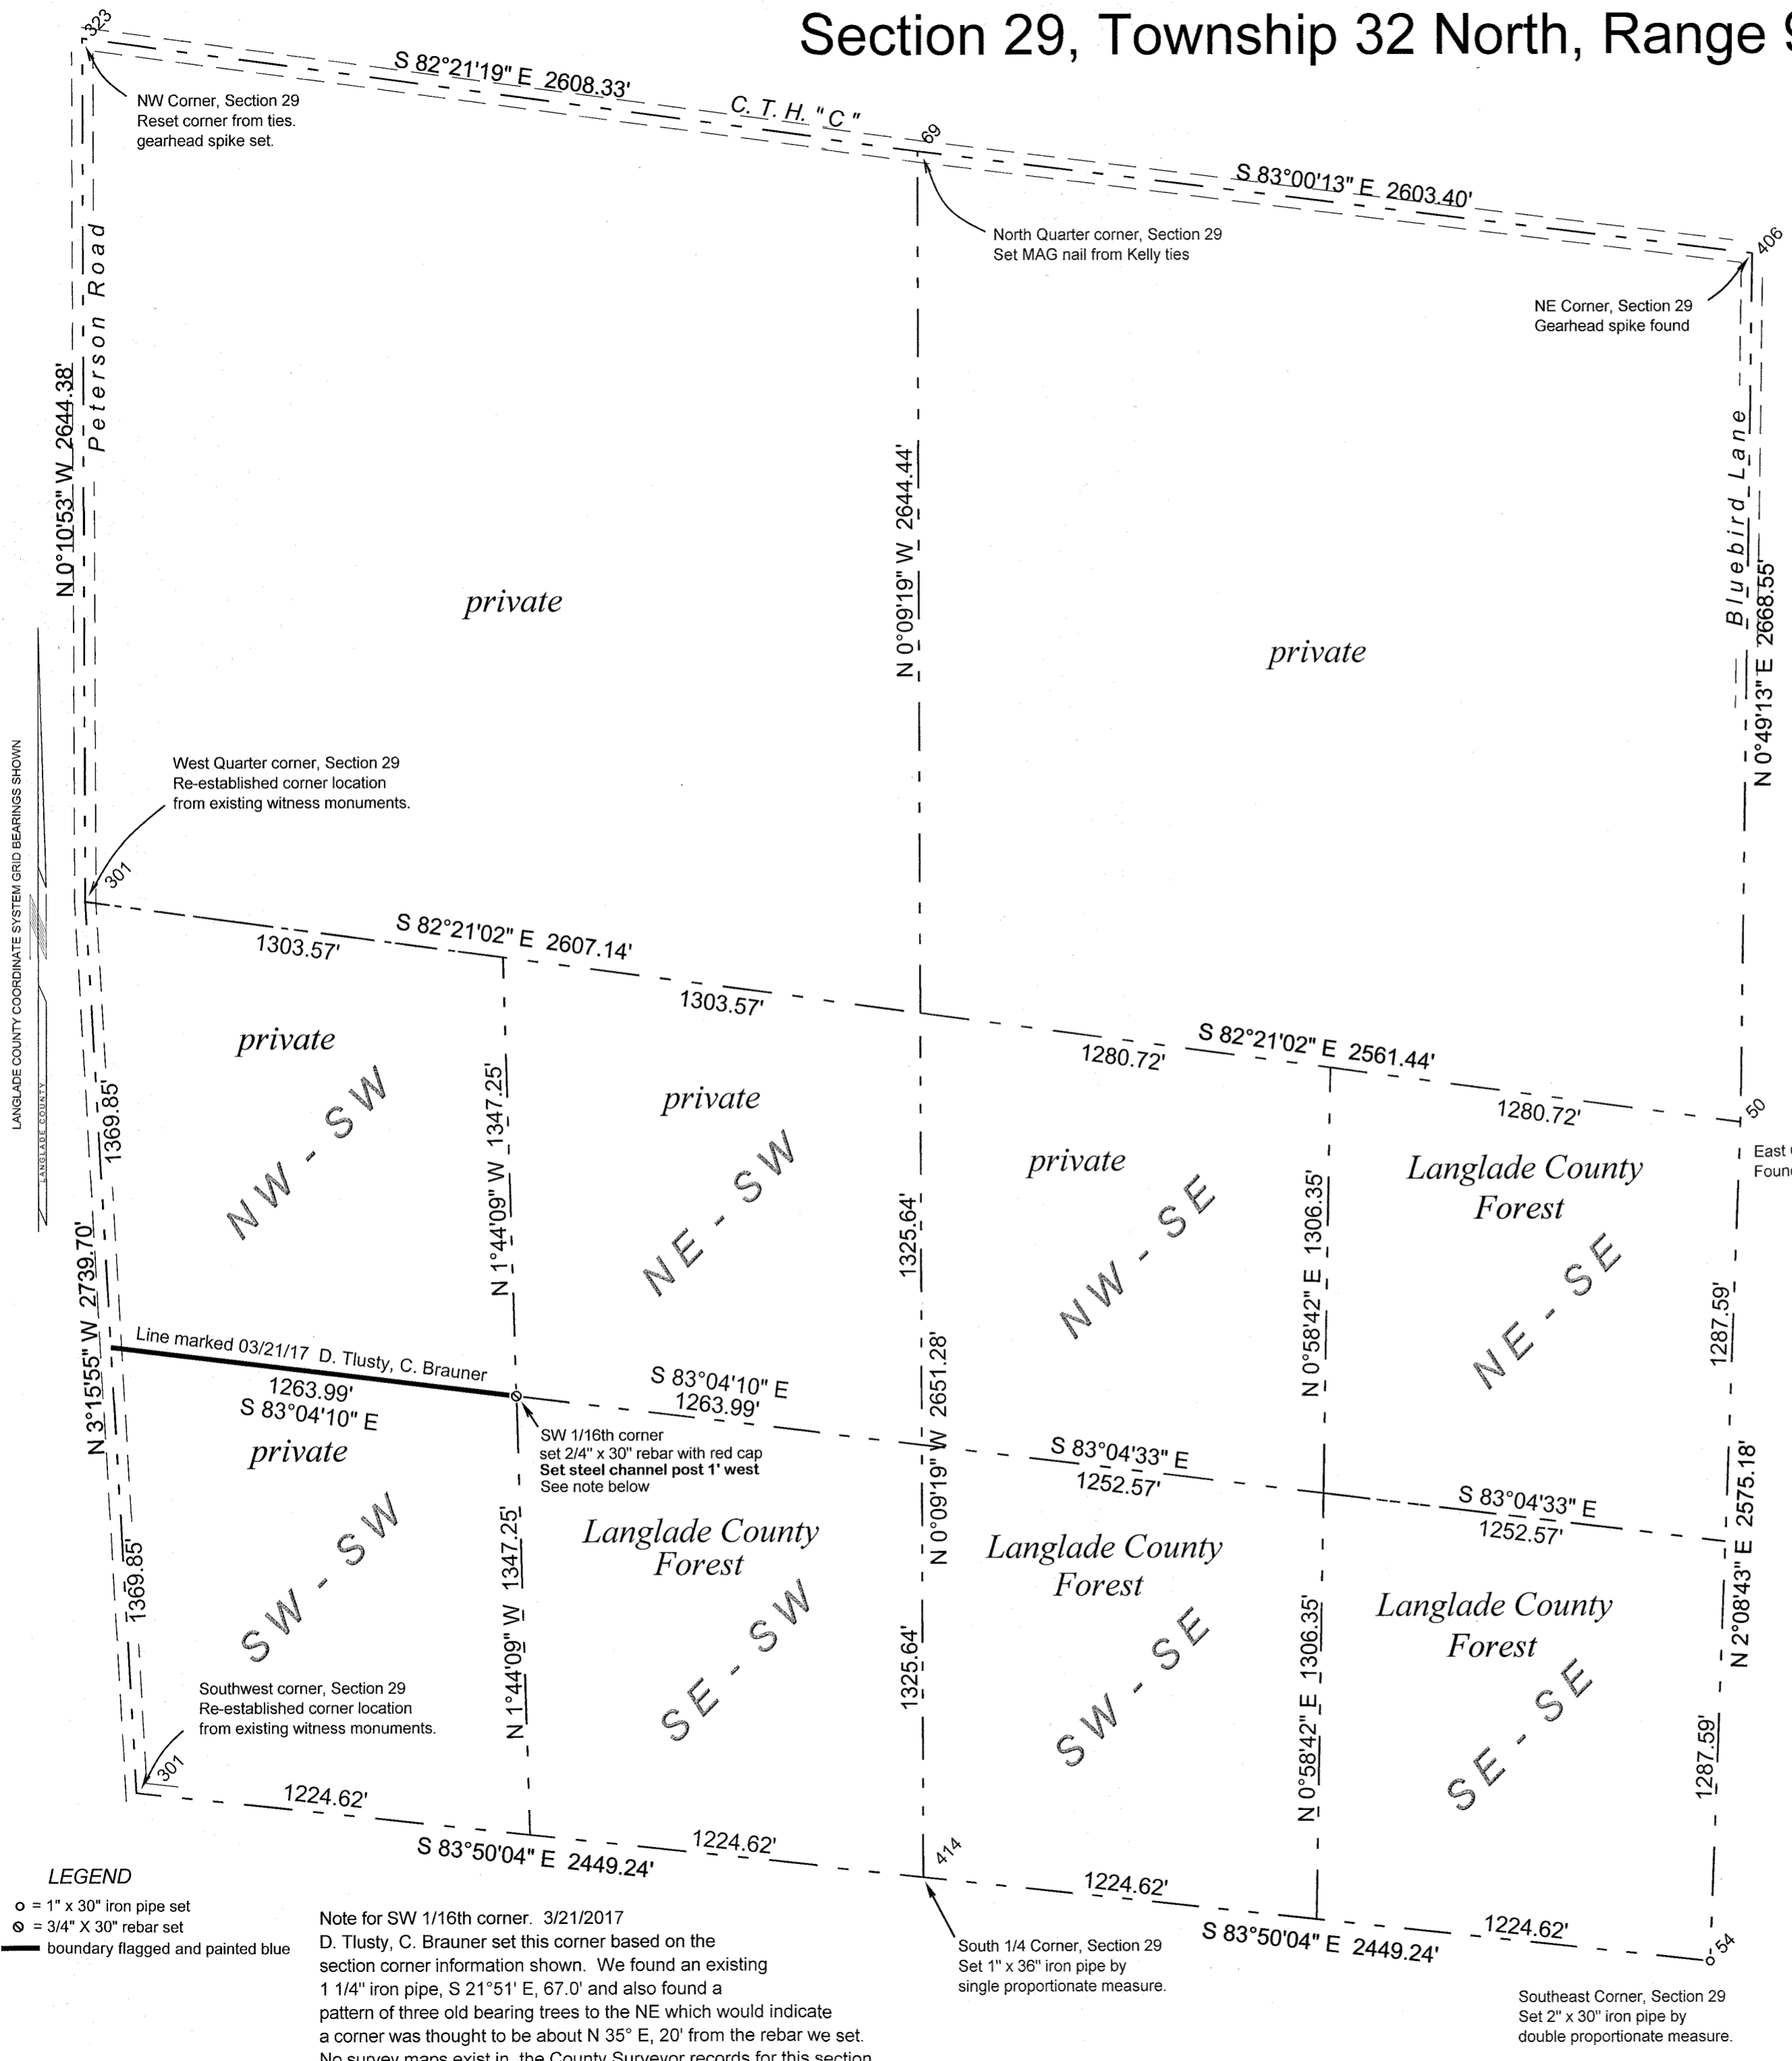 Section 29, Township 32 North, Range
323
S 82°21'19" E 2608.33'
C. T. H. "C"
69
S 83°00'13" E 2603.40'
406
NW Corner, Section 29
Reset corner from ties.
gearhead spike set.
North Quarter corner, Section 29
Set MAG nail from Kelly ties
NE Corner, Section 29
Gearhead spike found
N 0°10'53" W 2644.38'
Peterson Road
N 0°09'19" W 2644.44'
Bluebird Lane
N 0°49'13" E 2668.55'
private
private
LANGLADE COUNTY COORDINATE SYSTEM GRID BEARINGS SHOWN
LANGLADE COUNTY
West Quarter corner, Section 29
Re-established corner location
from existing witness monuments.
301
S 82°21'02" E 2607.14'
1303.57'
1303.57'
S 82°21'02" E 2561.44'
1280.72'
1280.72'
50
East
private
NW - SW
1369.85'
N 1°44'09" W 1347.25'
private
NE - SW
1325.64'
private
NW - SE
N 0°58'42" E 1306.35'
Langlade County
Forest
NE - SE
1287.59'
N 3°15'55" W 2739.70'
Line marked 03/21/17 D. Tlusty, C. Brauner
1263.99'
S 83°04'10" E
S 83°04'10" E
1263.99'
N 0°09'19" W 2651.28'
S 83°04'33" E
1252.57'
S 83°04'33" E
1252.57'
N 2°08'43" E 2575.18'
SW 1/16th corner
set 2/4" x 30" rebar with red cap
Set steel channel post 1' west
See note below
private
SW - SW
1369.85'
N 1°44'09" W 1347.25'
Langlade County
Forest
SE - SW
1325.64'
Langlade County
Forest
SW - SE
N 0°58'42" E 1306.35'
Langlade County
Forest
SE - SE
1287.59'
Southwest corner, Section 29
Re-established corner location
from existing witness monuments.
301
1224.62'
S 83°50'04" E 2449.24'
1224.62'
414
1224.62'
S 83°50'04" E 2449.24'
1224.62'
54
South 1/4 Corner, Section 29
Set 1" x 36" iron pipe by
single proportionate measure.
Southeast Corner, Section 29
Set 2" x 30" iron pipe by
double proportionate measure.
LEGEND
= 1" x 30" iron pipe set
= 3/4" X 30" rebar set
boundary flagged and painted blue
Note for SW 1/16th corner. 3/21/2017
D. Tlusty, C. Brauner set this corner based on the
section corner information shown. We found an existing
1 1/4" iron pipe, S 21°51' E, 67.0' and also found a
pattern of three old bearing trees to the NE which would indicate
a corner was thought to be about N 35° E, 20' from the rebar we set.
No survey maps exist in the County Surveyor records for this section